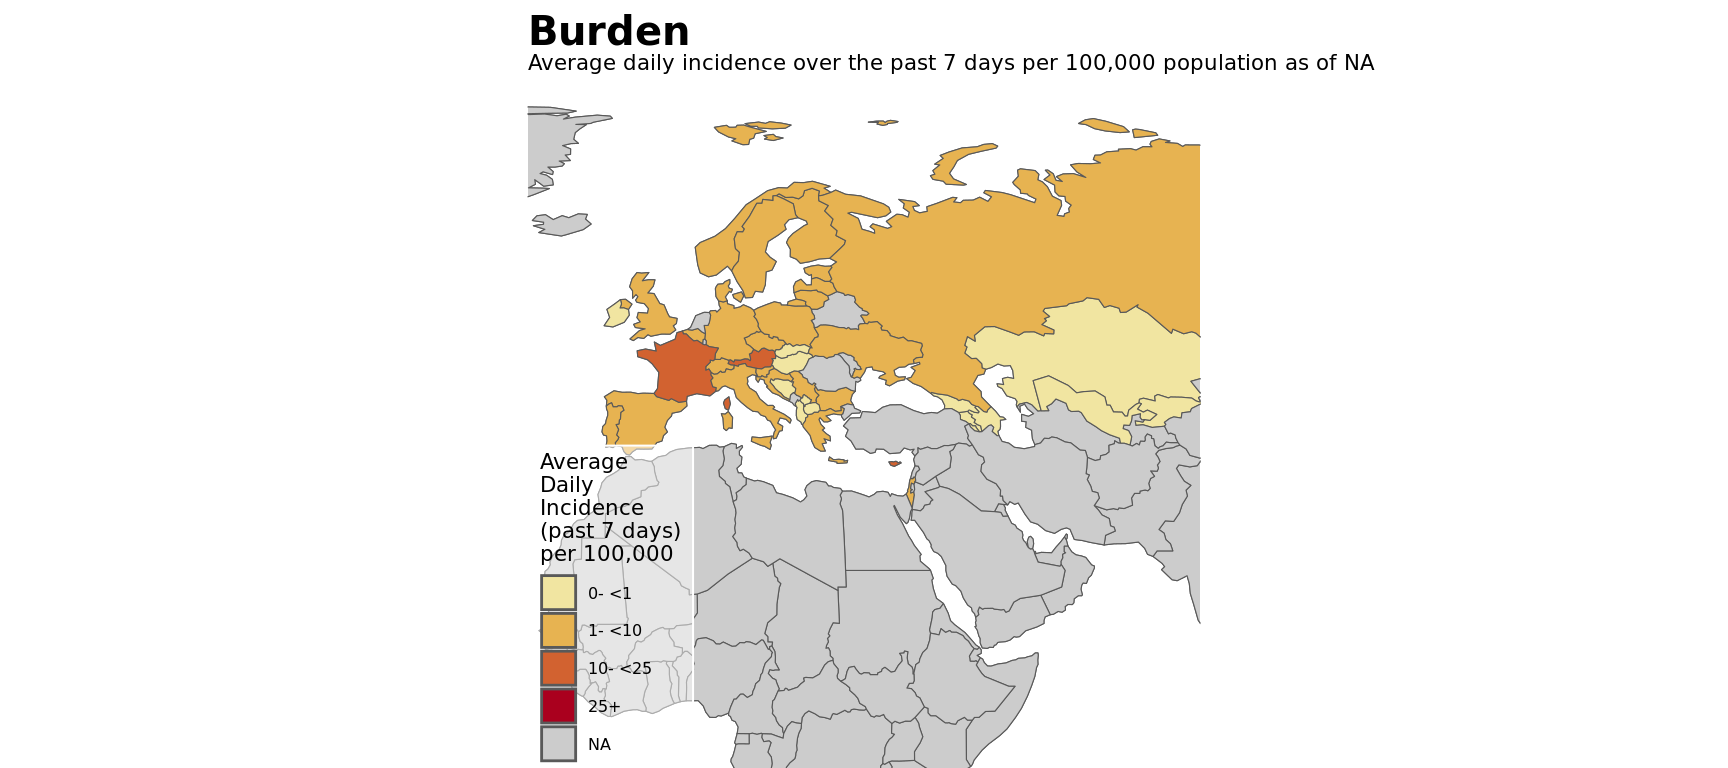 Burden
Average daily incidence over the past 7 days per 100,000 population as of NA
Average
Daily
Incidence
(past 7 days)
per 100,000
0- <1
1- <10
10- <25
25+
NA